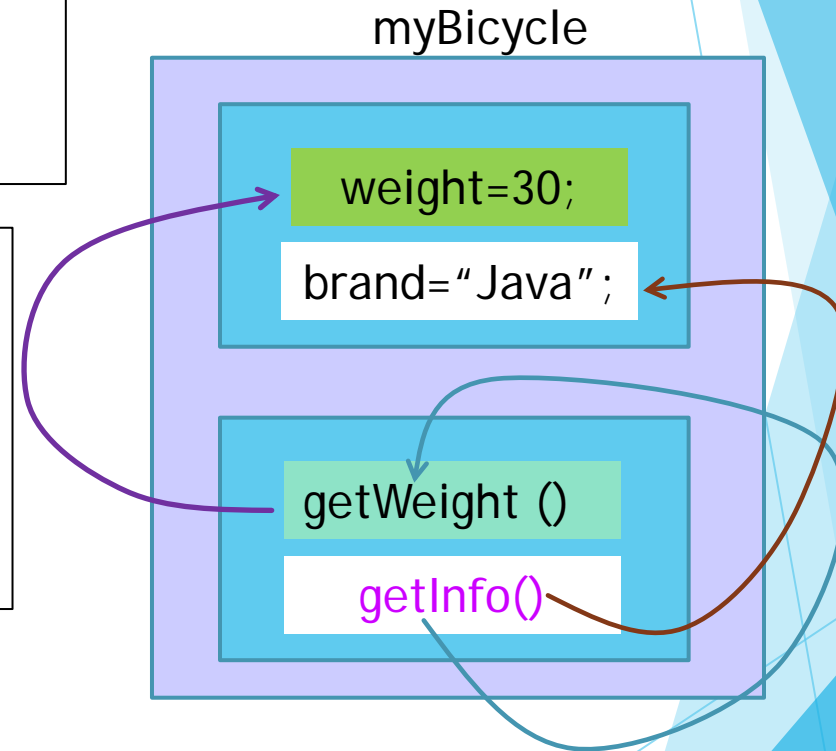 myBicycle
weight=30;
brand=“Java”;
getWeight ()
getInfo()